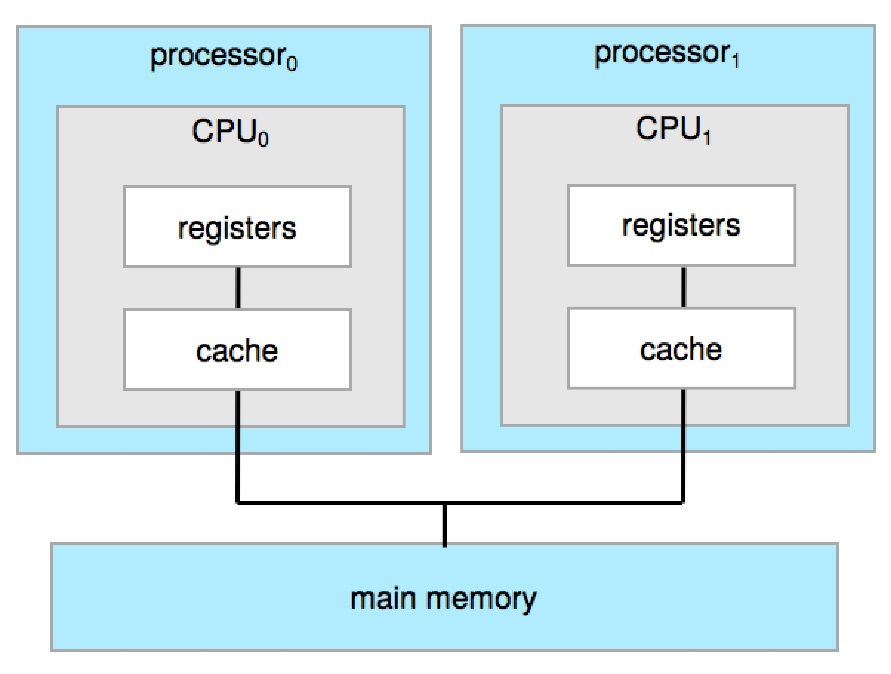 processor₀
CPU₀
registers
cache
processor₁
CPU₁
registers
cache
main memory